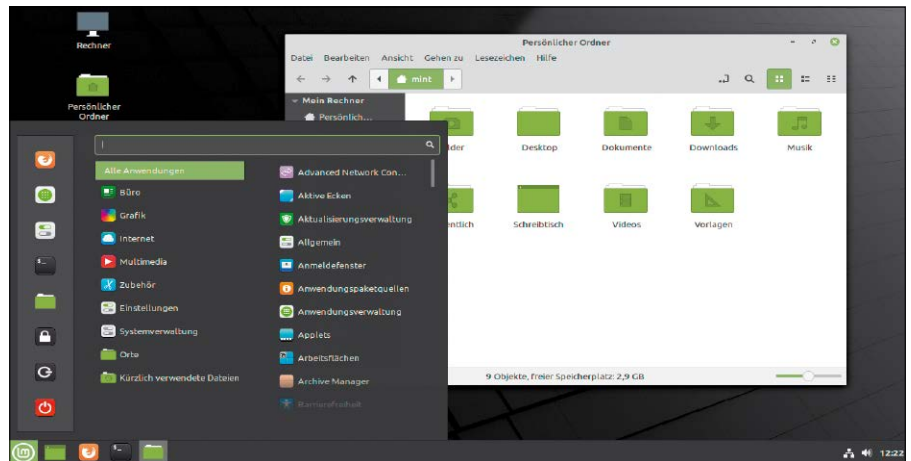 Rechner
Persönlicher
Ordner
Persönlicher Ordner
Datei Bearbeiten Ansicht Gehen zu Lesezeichen Hilfe
mint
Mein Rechner
Persönlich...
lder
Desktop
Dokumente
Downloads
Musik
entlich
Schreibtisch
Videos
Vorlagen
9 Objekte, freier Speicherplatz: 2,9 GB
Alle Anwendungen
Büro
Grafik
Internet
Multimedia
Zubehör
Einstellungen
Systemverwaltung
Orte
Kürzlich verwendete Dateien
Advanced Network Con...
Aktive Ecken
Aktualisierungsverwaltung
Allgemein
Anmeldefenster
Anwendungspaketquellen
Anwendungsverwaltung
Applets
Arbeitsflächen
Archive Manager
Barrierefreiheit
12:22